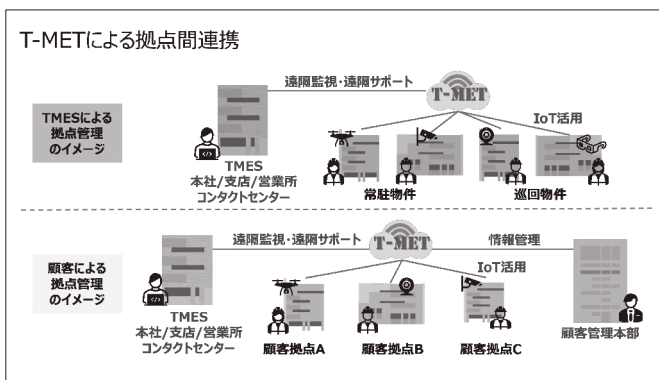 T-METによる拠点間連携
TMESによる
拠点管理
のイメージ
遠隔監視・遠隔サポート
T-MET
IoT活用
TMES
本社/支店/営業所
コンタクトセンター
常駐物件
巡回物件
顧客による
拠点管理
のイメージ
遠隔監視・遠隔サポート
T-MET
情報管理
IoT活用
TMES
本社/支店/営業所
コンタクトセンター
顧客拠点A
顧客拠点B
顧客拠点C
顧客管理本部